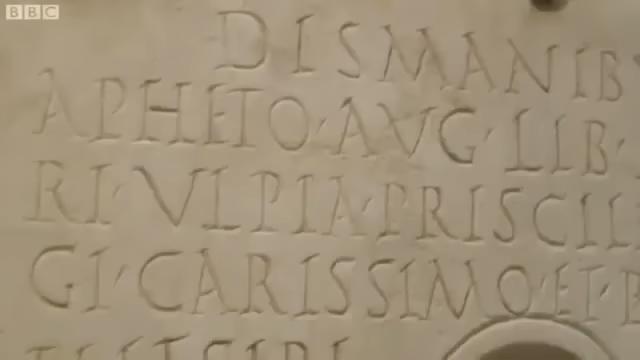 BBC
DIS MANIB
APHETO · AVG · LIB ·
RI · VLPIA · PRISCIL
GI · CARISSIMO · ET ·